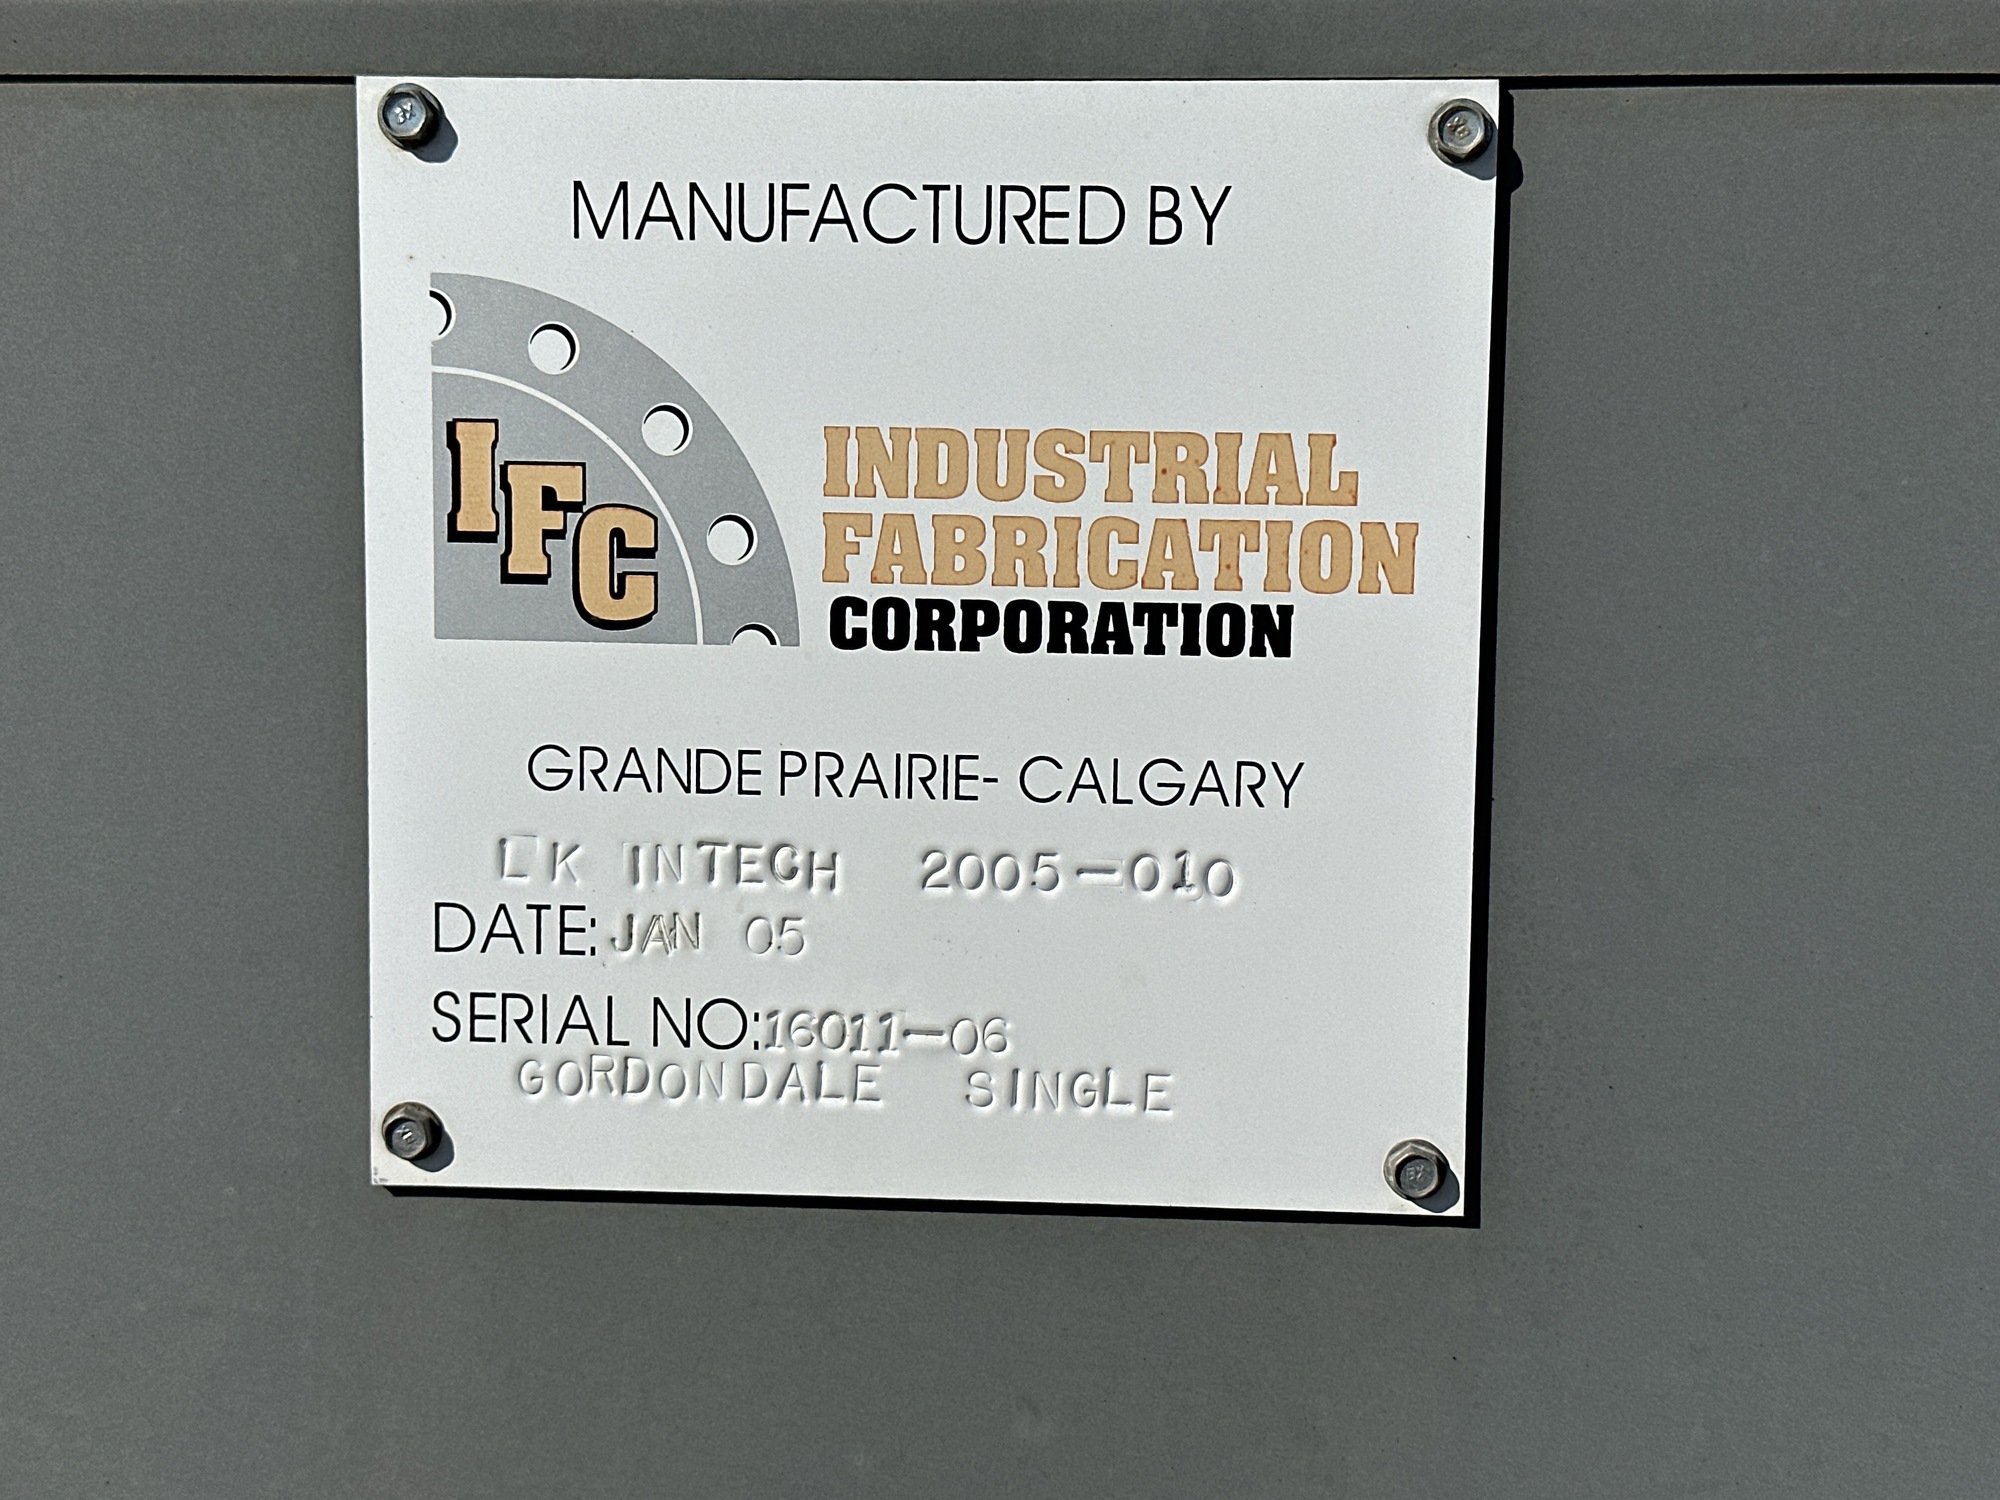 MANUFACTURED BY
IFC
INDUSTRIAL
FABRICATION
CORPORATION
GRANDE PRAIRIE- CALGARY
LK INTECH 2005-010
DATE: JAN 05
SERIAL NO: 16011-06
GORDONDALE SINGLE